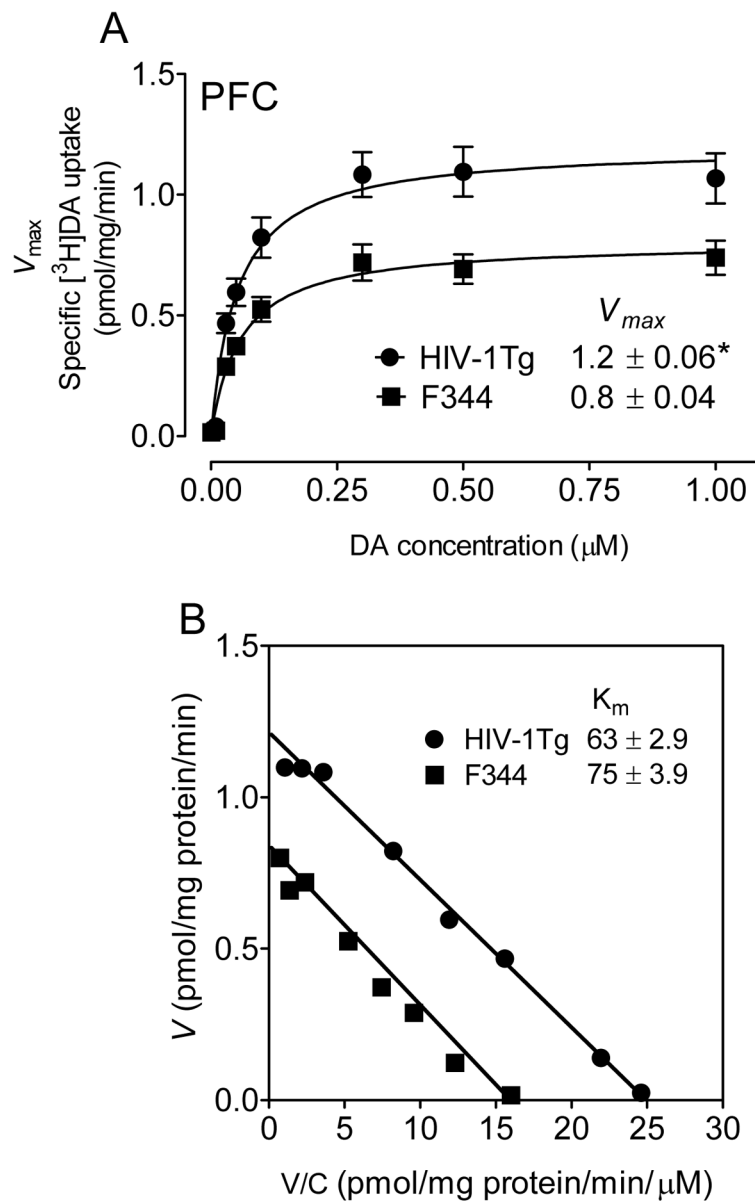 A
PFC
1.5
1.0
0.5
0.0
V_max
Specific [³H]DA uptake
(pmol/mg/min)
V_max
HIV-1Tg 1.2 ± 0.06*
F344 0.8 ± 0.04
0.00 0.25 0.50 0.75 1.00
DA concentration (μM)
B
1.5
1.0
0.5
0.0
V (pmol/mg protein/min)
K_m
HIV-1Tg 63 ± 2.9
F344 75 ± 3.9
0 5 10 15 20 25 30
V/C (pmol/mg protein/min/μM)